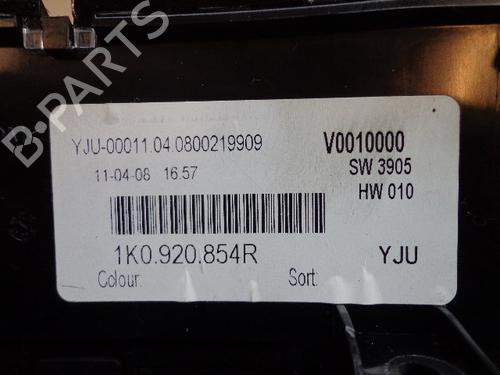 YJU-00011.04.0800219909 V0010000
11-04-08 16.57 SW 3905
HW 010
1K0.920.854R YJU
Colour: Sort:
B-PARTS